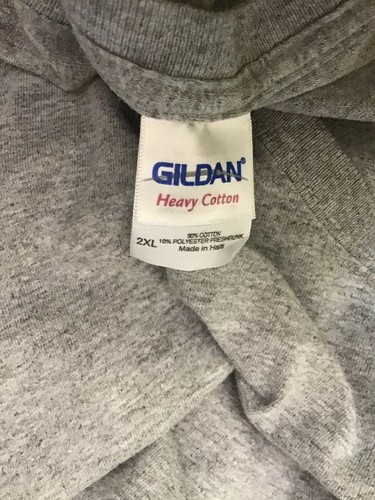 GILDAN®
Heavy Cotton
90% COTTON
2XL 10% POLYESTER PRESHRUNK
Made in Haiti